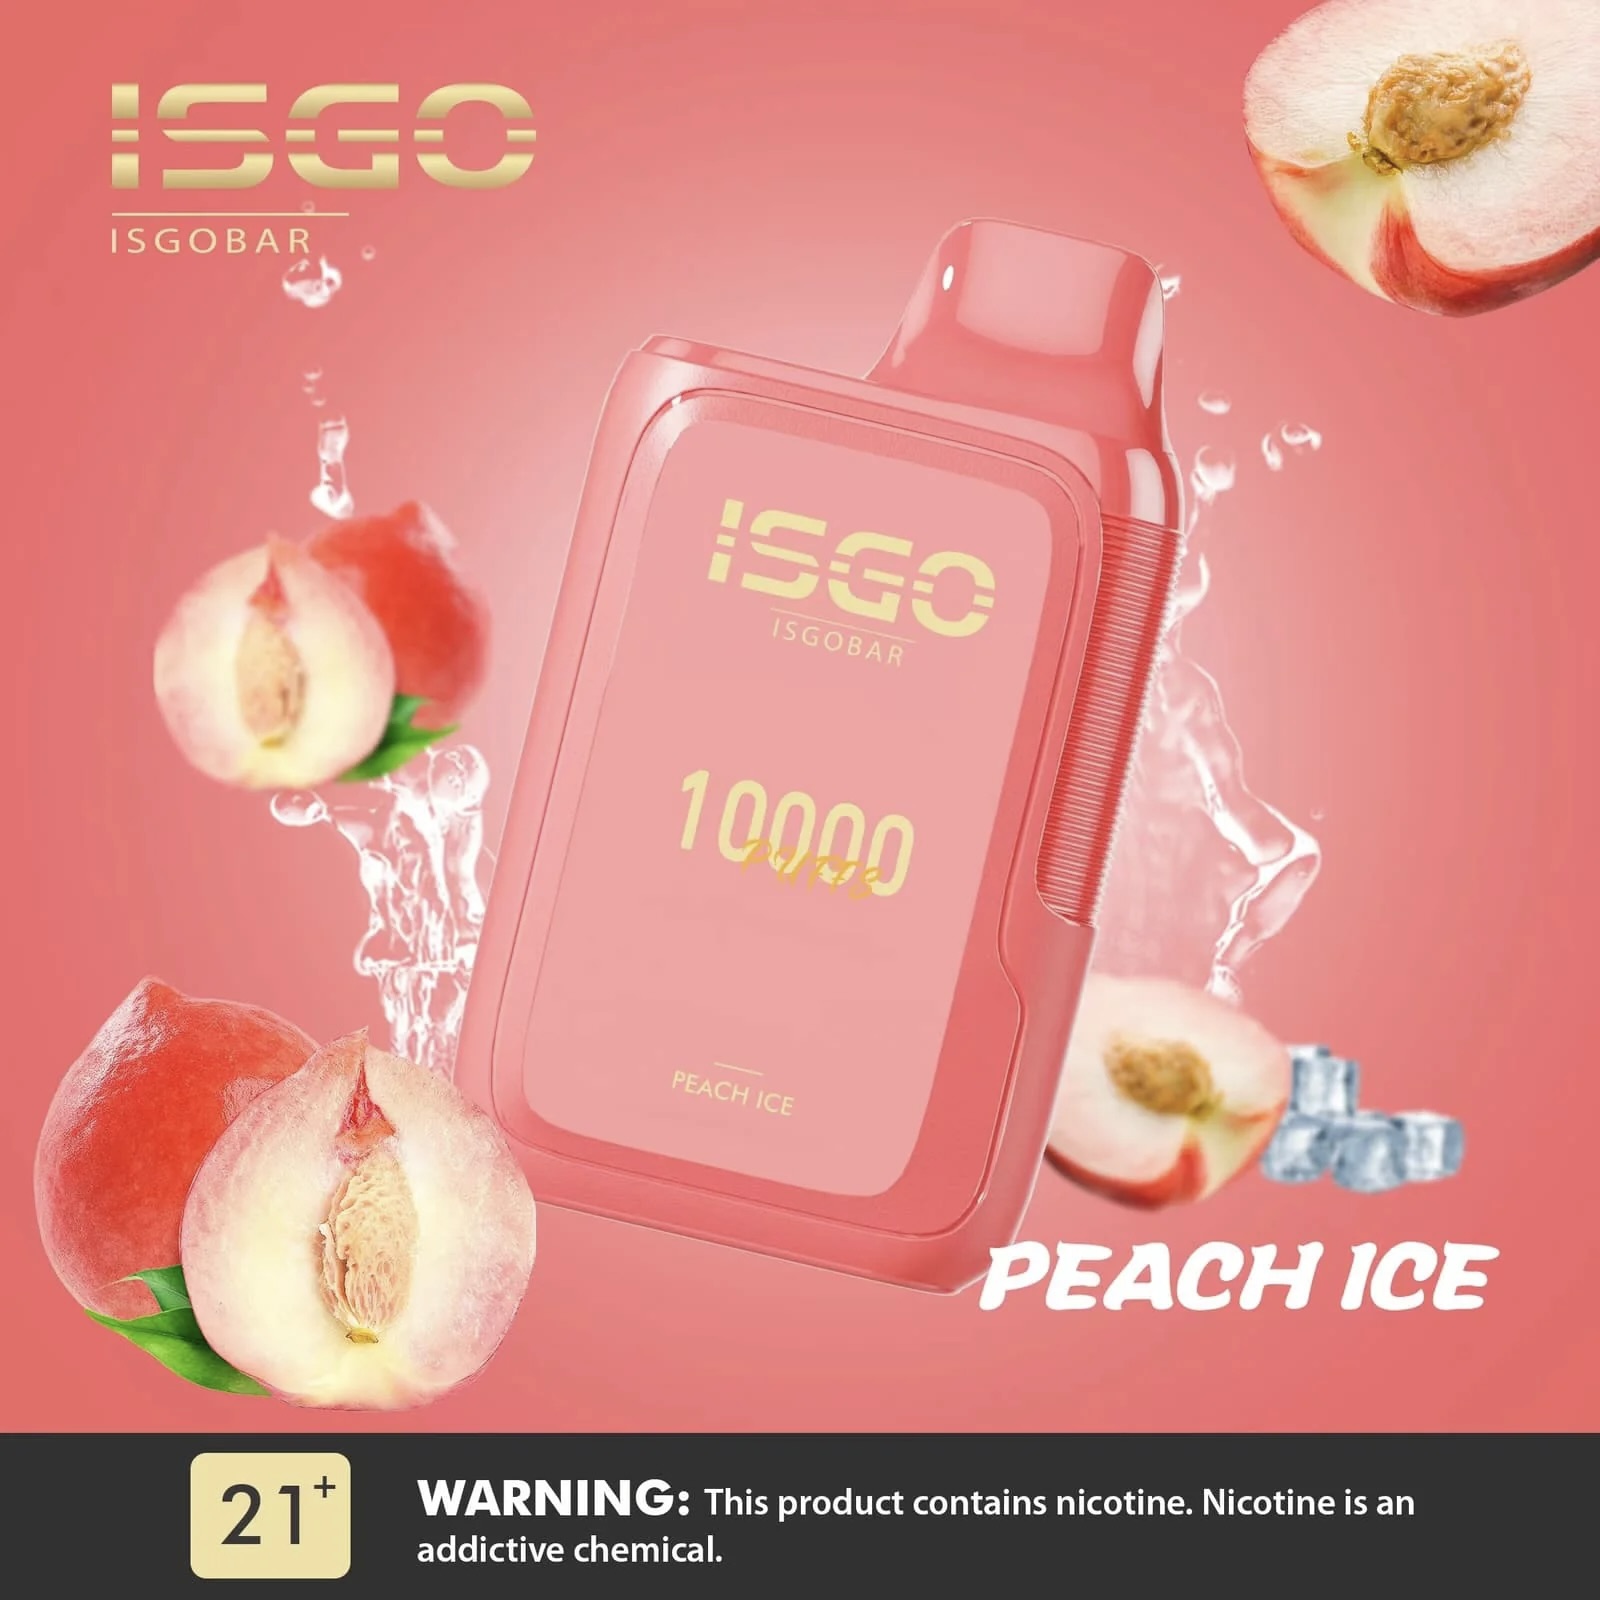 ISGO
ISGOBAR
ISGO
ISGOBAR
10000
PUFFS
PEACH ICE
PEACH ICE
21+
WARNING: This product contains nicotine. Nicotine is an
addictive chemical.